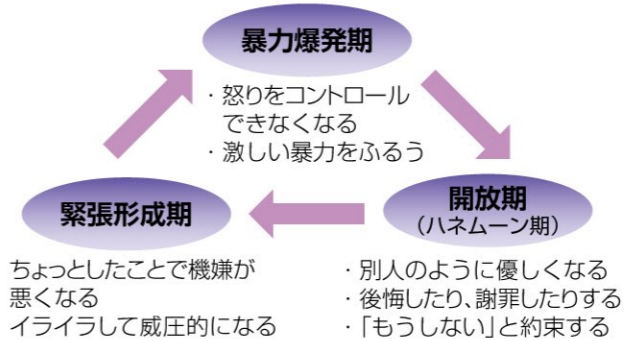 暴力爆発期
・怒りをコントロール
できなくなる
・激しい暴力をふるう
緊張形成期
ちょっとしたことで機嫌が
悪くなる
イライラして威圧的になる
開放期
（ハネムーン期）
・別人のように優しくなる
・後悔したり、謝罪したりする
・「もうしない」と約束する